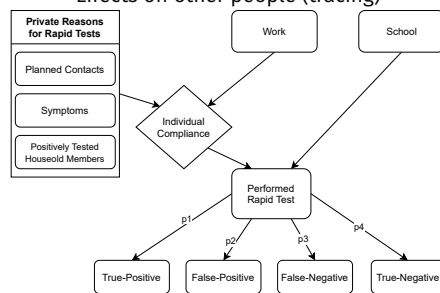 Effects on other people (tracing)
Private Reasons
for Rapid Tests
Planned Contacts
Symptoms
Positively Tested
Househould Members
Work
School
Individual
Compliance
Performed
Rapid Test
p1
p2
p3
p4
True-Positive
False-Positive
False-Negative
True-Negative